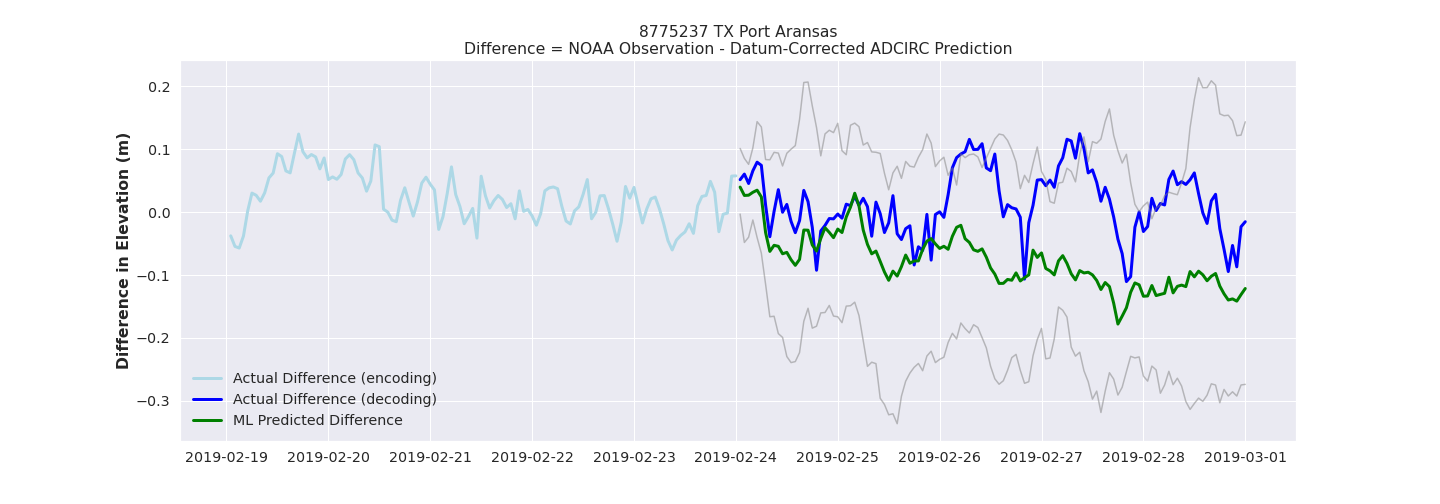 8775237 TX Port Aransas
Difference = NOAA Observation - Datum-Corrected ADCIRC Prediction
Difference in Elevation (m)
0.2
0.1
0.0
−0.1
−0.2
−0.3
Actual Difference (encoding)
Actual Difference (decoding)
ML Predicted Difference
2019-02-19 2019-02-20 2019-02-21 2019-02-22 2019-02-23 2019-02-24 2019-02-25 2019-02-26 2019-02-27 2019-02-28 2019-03-01